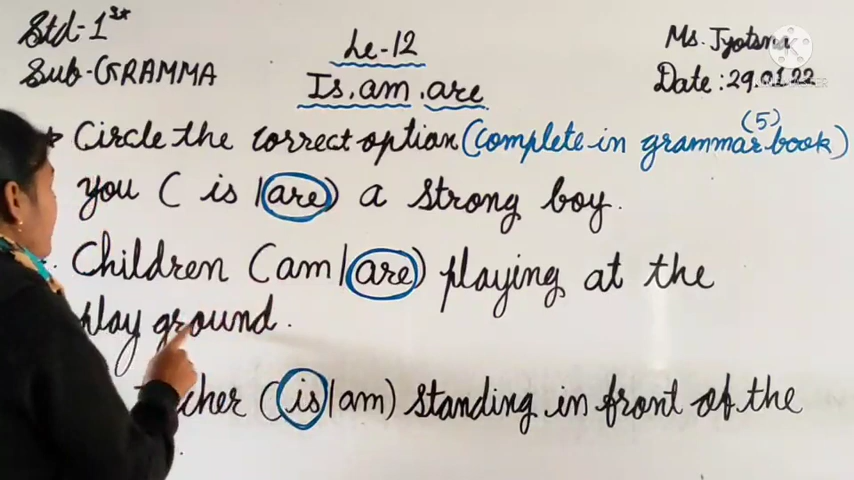 Std-1st
Le-12
Ms. Jyotsna
Sub-GRAMMA
Is.am.are
Date:29.01.22
Circle the correct option (complete in grammar book)
(5)
you ( is | are) a strong boy.
Children (am | are) playing at the
play ground.
cher ( is | am) standing in front of the